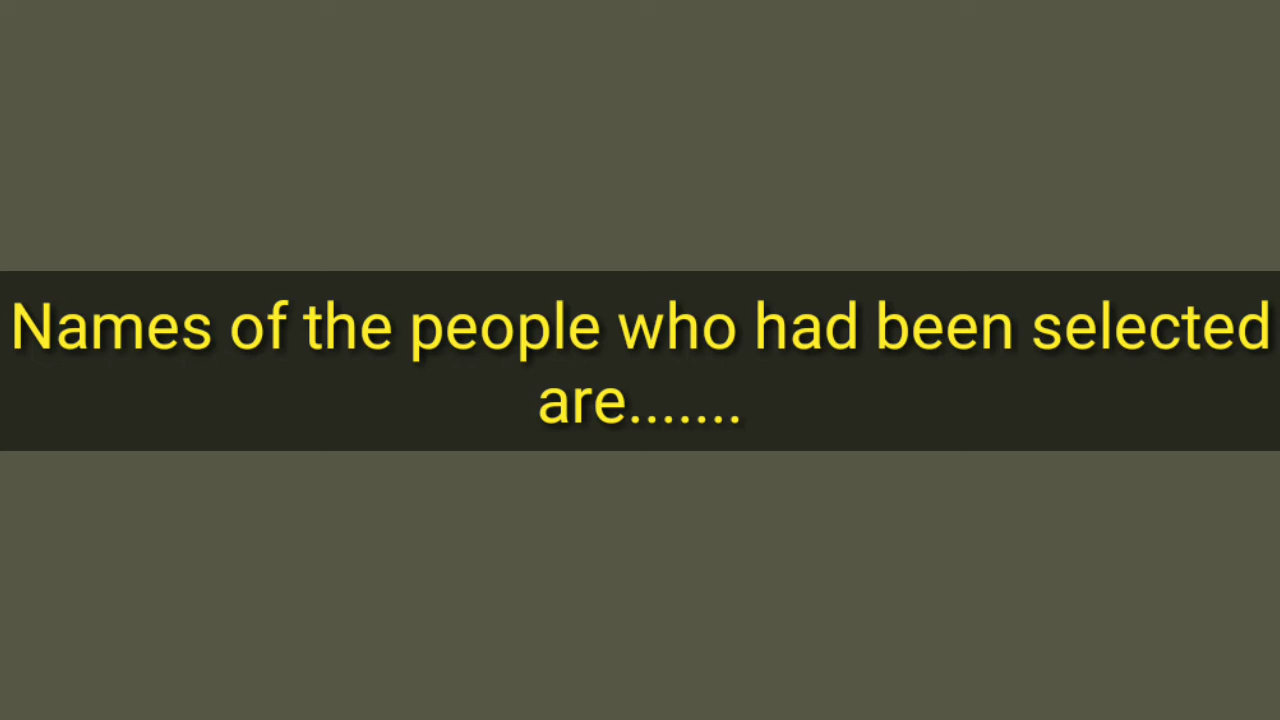 Names of the people who had been selected
are.......